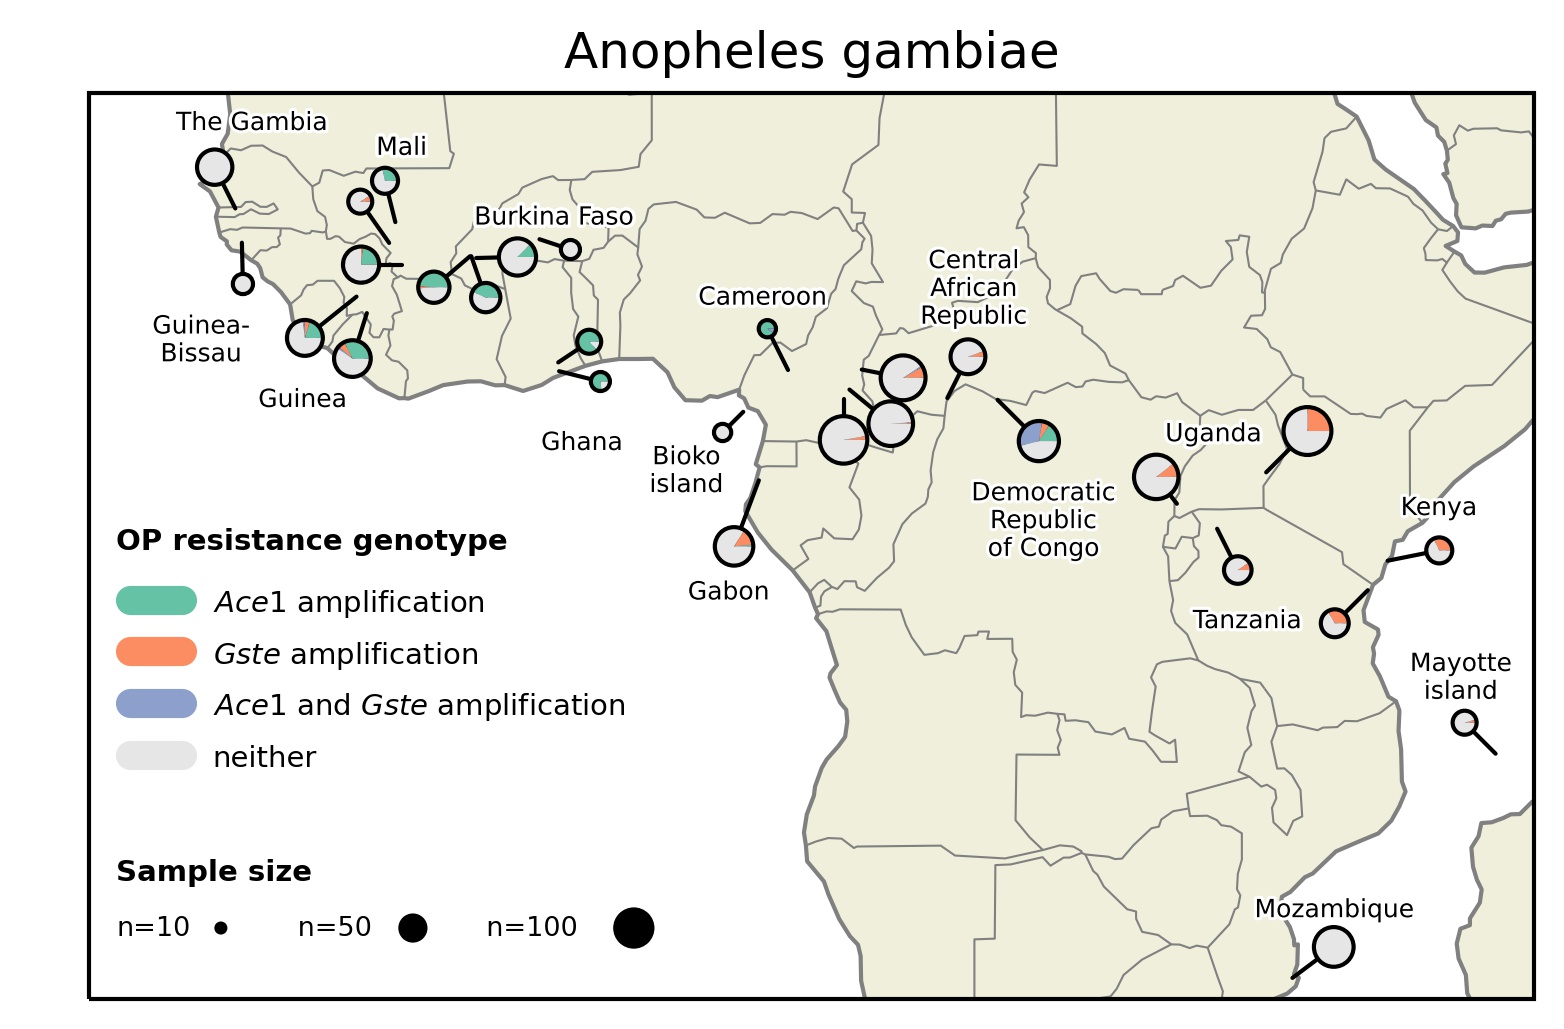 Anopheles gambiae
The Gambia
Mali
Burkina Faso
Guinea-
Bissau
Guinea
Ghana
Cameroon
Central
African
Republic
Bioko
island
Gabon
Democratic
Republic
of Congo
Uganda
Kenya
Tanzania
Mayotte
island
Mozambique
OP resistance genotype
Ace1 amplification
Gste amplification
Ace1 and Gste amplification
neither
Sample size
n=10 n=50 n=100